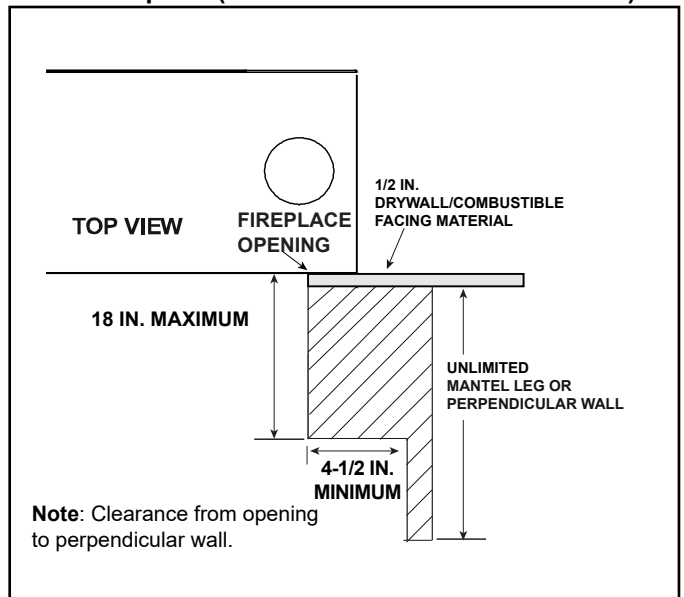 1/2 IN.
DRYWALL/COMBUSTIBLE
FACING MATERIAL
TOP VIEW
FIREPLACE
OPENING
18 IN. MAXIMUM
UNLIMITED
MANTEL LEG OR
PERPENDICULAR WALL
4-1/2 IN.
MINIMUM
Note: Clearance from opening
to perpendicular wall.